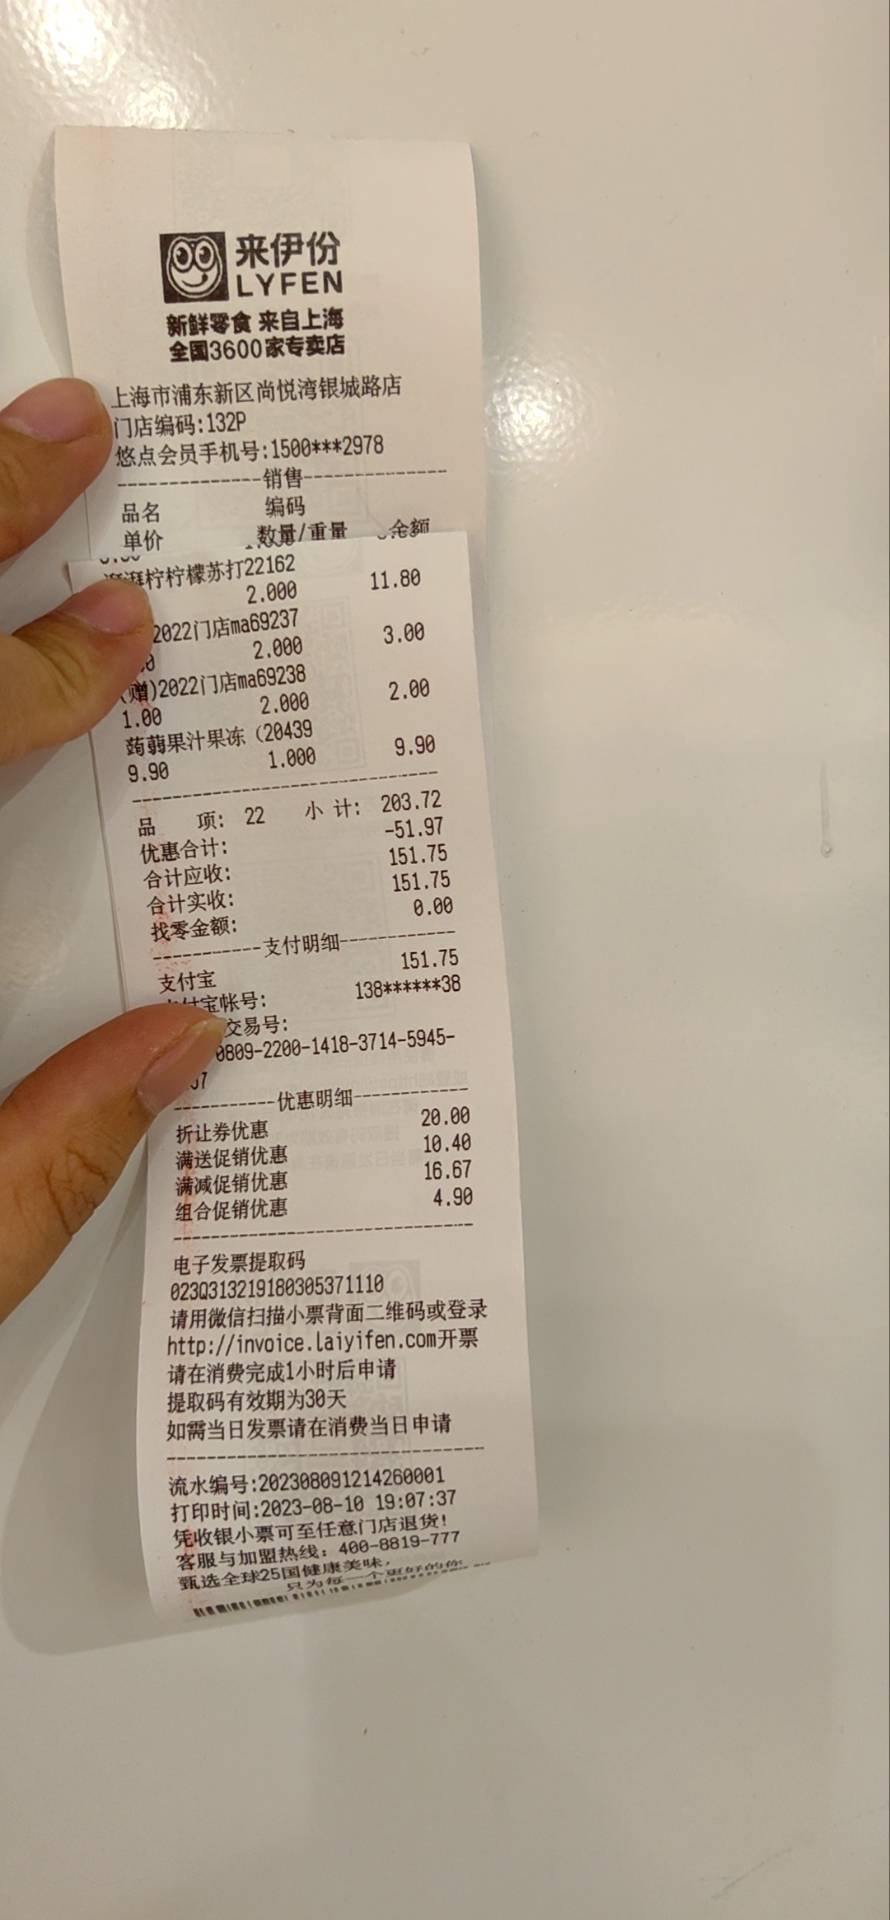 来伊份
LYFEN
新鲜零食 来自上海
全国3600家专卖店
上海市浦东新区尚悦湾银城路店
门店编码:132P
悠点会员手机号:1500***2978
--------------销售--------------
品名 编码
单价 数量/重量 金额
柠柠檬苏打22162
2.000 11.80
2022门店ma69237
2.000 3.00
(赠)2022门店ma69238
1.00 2.000 2.00
蒟蒻果汁果冻（20439
9.90 1.000 9.90
--------------------------------
品 项: 22 小 计: 203.72
优惠合计: -51.97
合计应收: 151.75
合计实收: 151.75
找零金额: 0.00
-----------支付明细------------
支付宝 151.75
宝帐号: 138******38
交易号:
0809-2200-1418-3714-5945-
-----------优惠明细------------
折让券优惠 20.00
满送促销优惠 10.40
满减促销优惠 16.67
组合促销优惠 4.90
--------------------------------
电子发票提取码
023Q313219180305371110
请用微信扫描小票背面二维码或登录
http://invoice.laiyifen.com开票
请在消费完成1小时后申请
提取码有效期为30天
如需当日发票请在消费当日申请
--------------------------------
流水编号:202308091214260001
打印时间:2023-08-10 19:07:37
凭收银小票可至任意门店退货!
客服与加盟热线：400-8819-777
甄选全球25国健康美味，
只为每一个更好的你